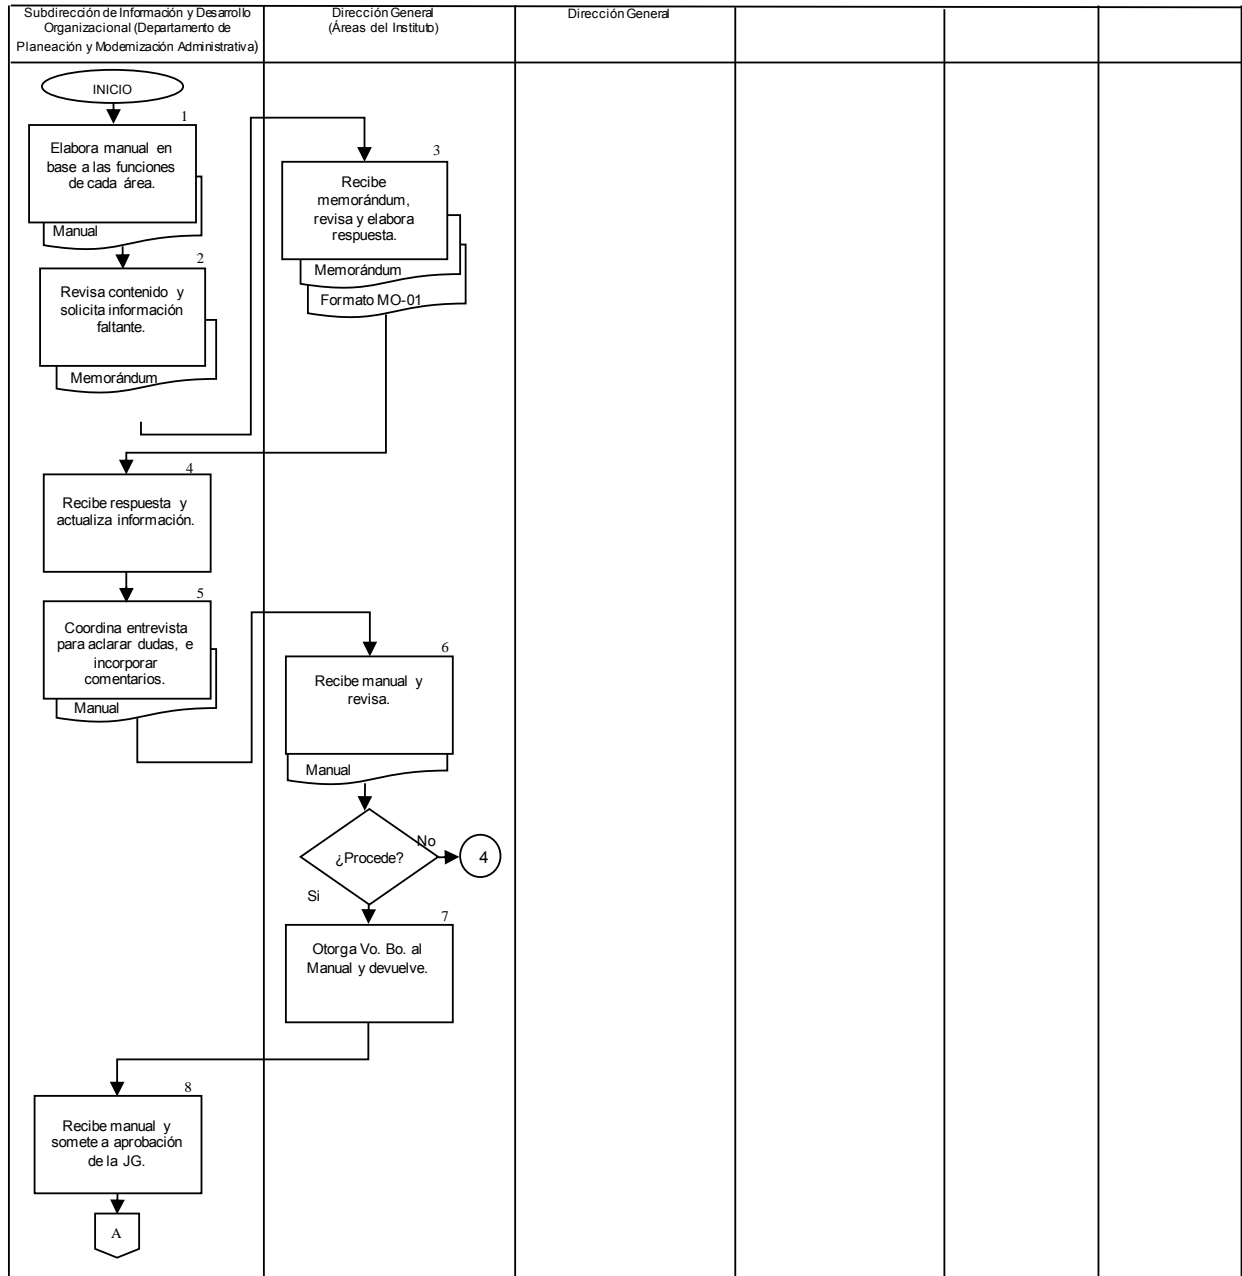 Subdirección de Información y Desarrollo
Organizacional (Departamento de
Planeación y Modernización Administrativa)
Dirección General
(Áreas del Instituto)
Dirección General
INICIO
1
Elabora manual en
base a las funciones
de cada área.
Manual
2
Revisa contenido y
solicita información
faltante.
Memorándum
3
Recibe
memorándum,
revisa y elabora
respuesta.
Memorándum
Formato MO-01
4
Recibe respuesta y
actualiza información.
5
Coordina entrevista
para aclarar dudas, e
incorporar
comentarios.
Manual
6
Recibe manual y
revisa.
Manual
¿Procede?
No
4
Si
7
Otorga Vo. Bo. al
Manual y devuelve.
8
Recibe manual y
somete a aprobación
de la JG.
A